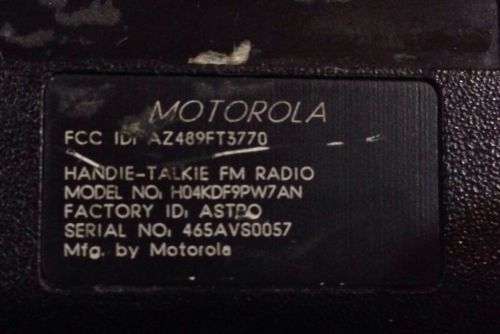 MOTOROLA
FCC ID: AZ489FT3770
HANDIE-TALKIE FM RADIO
MODEL NO: H04KDF9PW7AN
FACTORY ID: ASTRO
SERIAL NO: 465AVS0057
Mfg. by Motorola